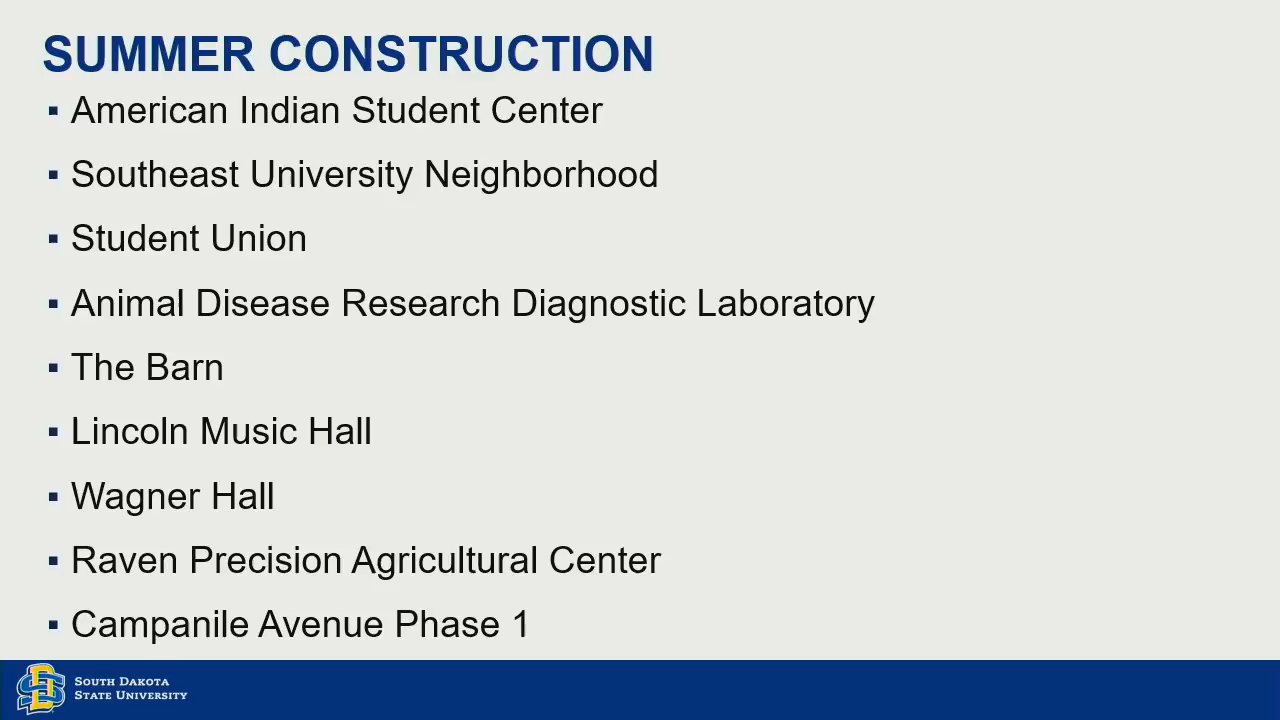 SUMMER CONSTRUCTION
▪ American Indian Student Center
▪ Southeast University Neighborhood
▪ Student Union
▪ Animal Disease Research Diagnostic Laboratory
▪ The Barn
▪ Lincoln Music Hall
▪ Wagner Hall
▪ Raven Precision Agricultural Center
▪ Campanile Avenue Phase 1
SOUTH DAKOTA
STATE UNIVERSITY